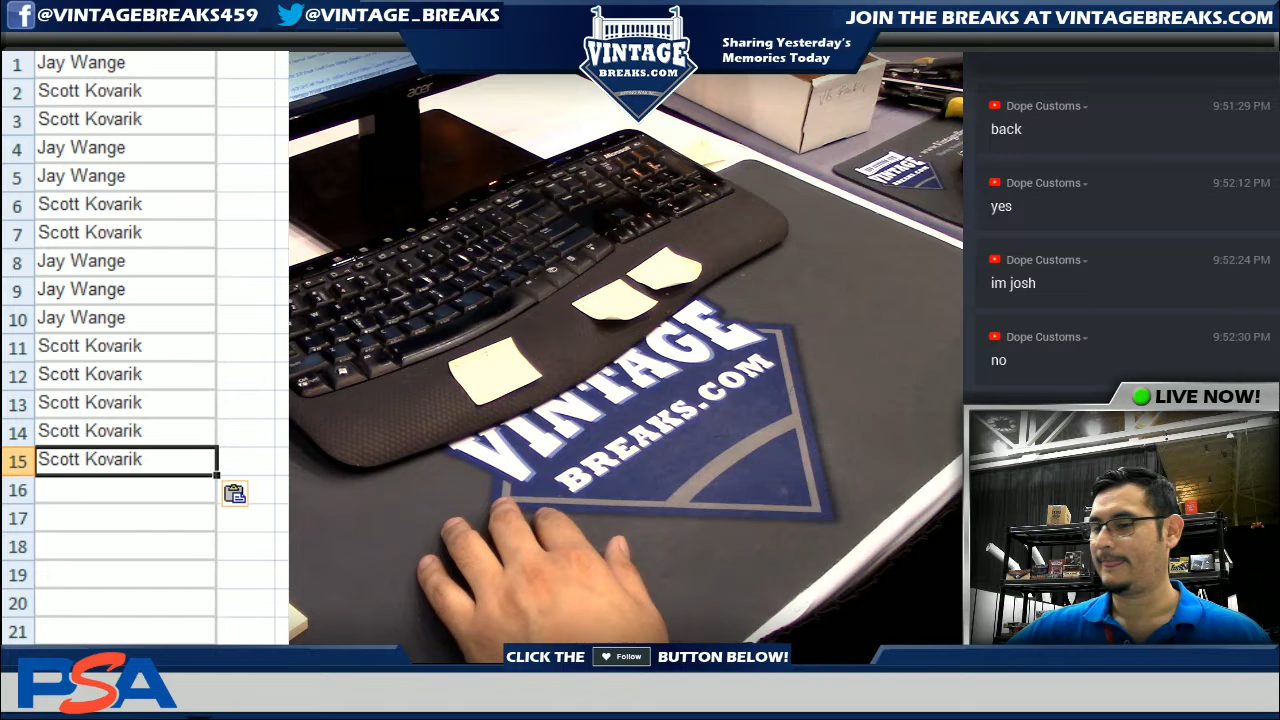 @VINTAGEBREAKS459
@VINTAGE_BREAKS
VINTAGE
BREAKS.COM
Sharing Yesterday's
Memories Today
JOIN THE BREAKS AT VINTAGEBREAKS.COM
1 Jay Wange
2 Scott Kovarik
3 Scott Kovarik
4 Jay Wange
5 Jay Wange
6 Scott Kovarik
7 Scott Kovarik
8 Jay Wange
9 Jay Wange
10 Jay Wange
11 Scott Kovarik
12 Scott Kovarik
13 Scott Kovarik
14 Scott Kovarik
15 Scott Kovarik
16
17
18
19
20
21
acer
Microsoft
VINTAGE
BREAKS.COM
VINTAGE
BREAKS.COM
Dope Customs 9:51:29 PM
back
Dope Customs 9:52:12 PM
yes
Dope Customs 9:52:24 PM
im josh
Dope Customs 9:52:30 PM
no
LIVE NOW!
CLICK THE Follow BUTTON BELOW!
PSA